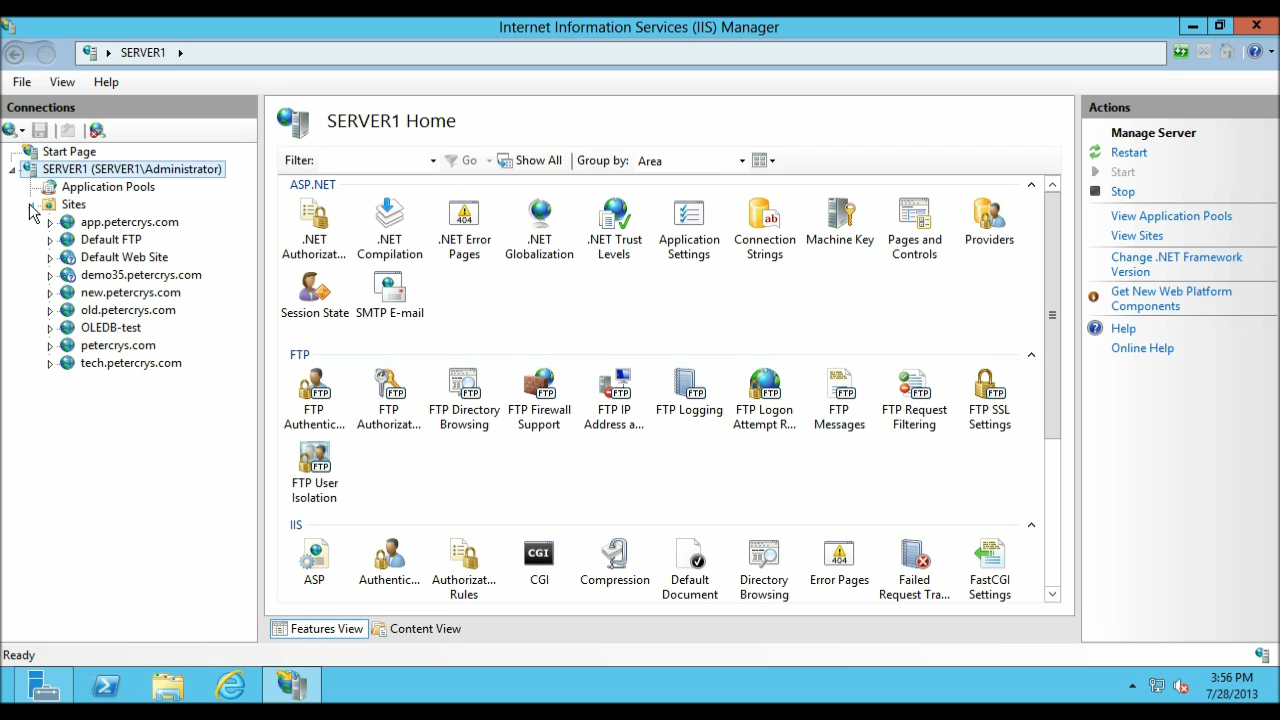 Internet Information Services (IIS) Manager
SERVER1
File View Help
Connections
Start Page
SERVER1 (SERVER1\Administrator)
Application Pools
Sites
app.petercrys.com
Default FTP
Default Web Site
demo35.petercrys.com
new.petercrys.com
old.petercrys.com
OLEDB-test
petercrys.com
tech.petercrys.com
SERVER1 Home
Filter: Go Show All Group by: Area
ASP.NET
.NET Authorizat...
.NET Compilation
.NET Error Pages
.NET Globalization
.NET Trust Levels
Application Settings
Connection Strings
Machine Key
Pages and Controls
Providers
Session State
SMTP E-mail
FTP
FTP Authentic...
FTP Authorizat...
FTP Directory Browsing
FTP Firewall Support
FTP IP Address a...
FTP Logging
FTP Logon Attempt R...
FTP Messages
FTP Request Filtering
FTP SSL Settings
FTP User Isolation
IIS
404
CGI
ASP
Authentic...
Authorizat... Rules
CGI
Compression
Default Document
Directory Browsing
Error Pages
Failed Request Tra...
FastCGI Settings
Features View
Content View
Actions
Manage Server
Restart
Start
Stop
View Application Pools
View Sites
Change .NET Framework
Version
Get New Web Platform
Components
Help
Online Help
Ready
3:56 PM
7/28/2013